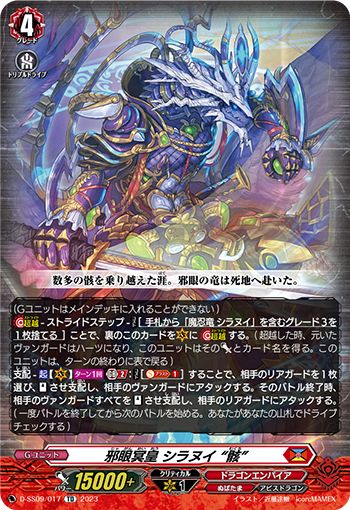 4
グレード
トリプルドライブ
数多の骸を乗り越えた涯。邪眼の竜は死地へ赴いた。
(Gユニットはメインデッキに入れることができない)
超越 - ストライドステップ - [手札から「魔忍竜 シラヌイ」を含むグレード3を
1枚捨てる] ことで、裏のこのカードを に超越する。(超越した時、元いた
ヴァンガードはハーツになり、このユニットはその とカード名を得る。この
ユニットは、ターンの終わりに表で戻る)
支配 - 起 ターン1回 2 1 することで、相手のリアガードを1枚
選び、 支配させ、相手のヴァンガードにアタックする。そのバトル終了時、
相手のリアガードすべてを 支配させ、相手のヴァンガードにアタックする。
(一度バトルを終了してから次のバトルを始める。あなたがあなたの山札でドライブ
チェックする)
Gユニット
邪眼冥皇 シラヌイ “骸”
D-SS09/017 TD 2023
パワー 15000+
クリティカル
1
ドラゴンエンパイア
ぬばたま
アビスドラゴン
イラスト/近衛連燎 icorcMAMEX